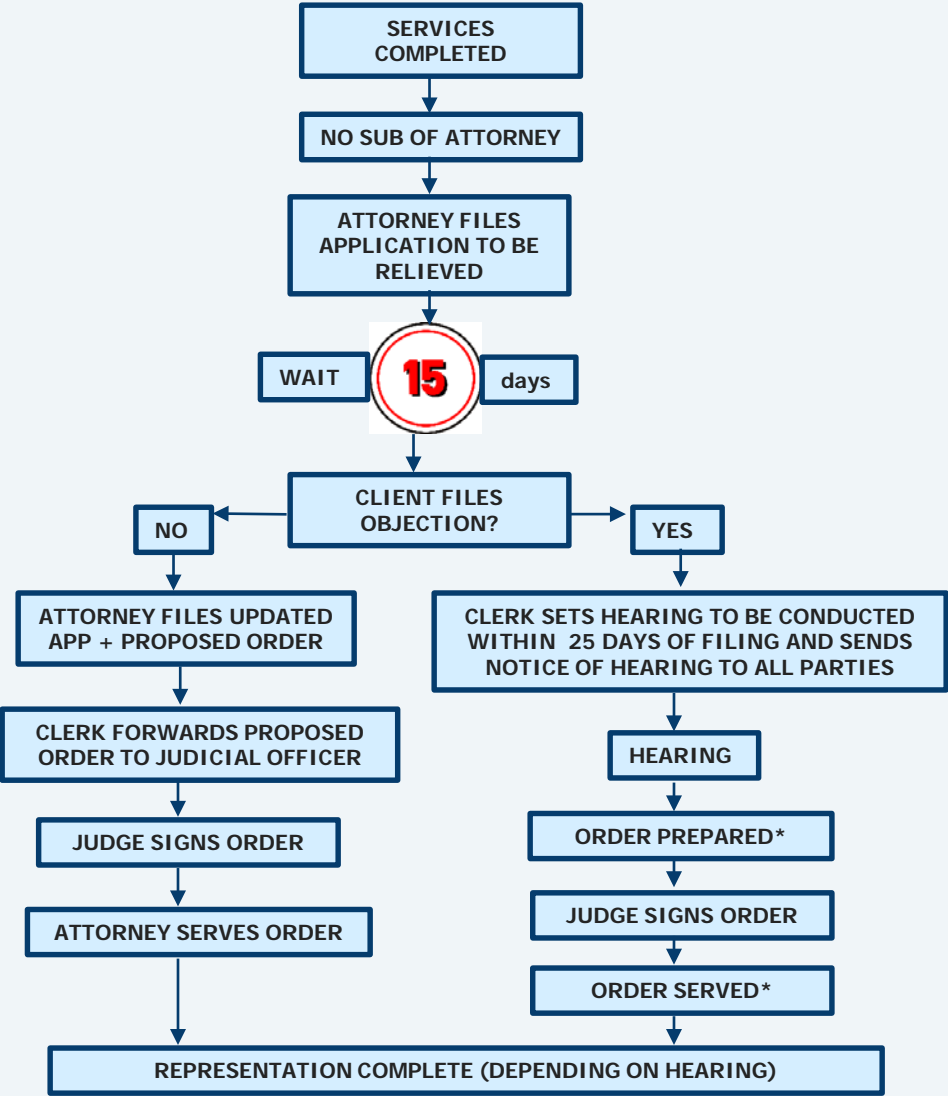 SERVICES
COMPLETED
NO SUB OF ATTORNEY
ATTORNEY FILES
APPLICATION TO BE
RELIEVED
WAIT
15
days
CLIENT FILES
OBJECTION?
NO
YES
ATTORNEY FILES UPDATED
APP + PROPOSED ORDER
CLERK FORWARDS PROPOSED
ORDER TO JUDICIAL OFFICER
JUDGE SIGNS ORDER
ATTORNEY SERVES ORDER
CLERK SETS HEARING TO BE CONDUCTED
WITHIN 25 DAYS OF FILING AND SENDS
NOTICE OF HEARING TO ALL PARTIES
HEARING
ORDER PREPARED*
JUDGE SIGNS ORDER
ORDER SERVED*
REPRESENTATION COMPLETE (DEPENDING ON HEARING)